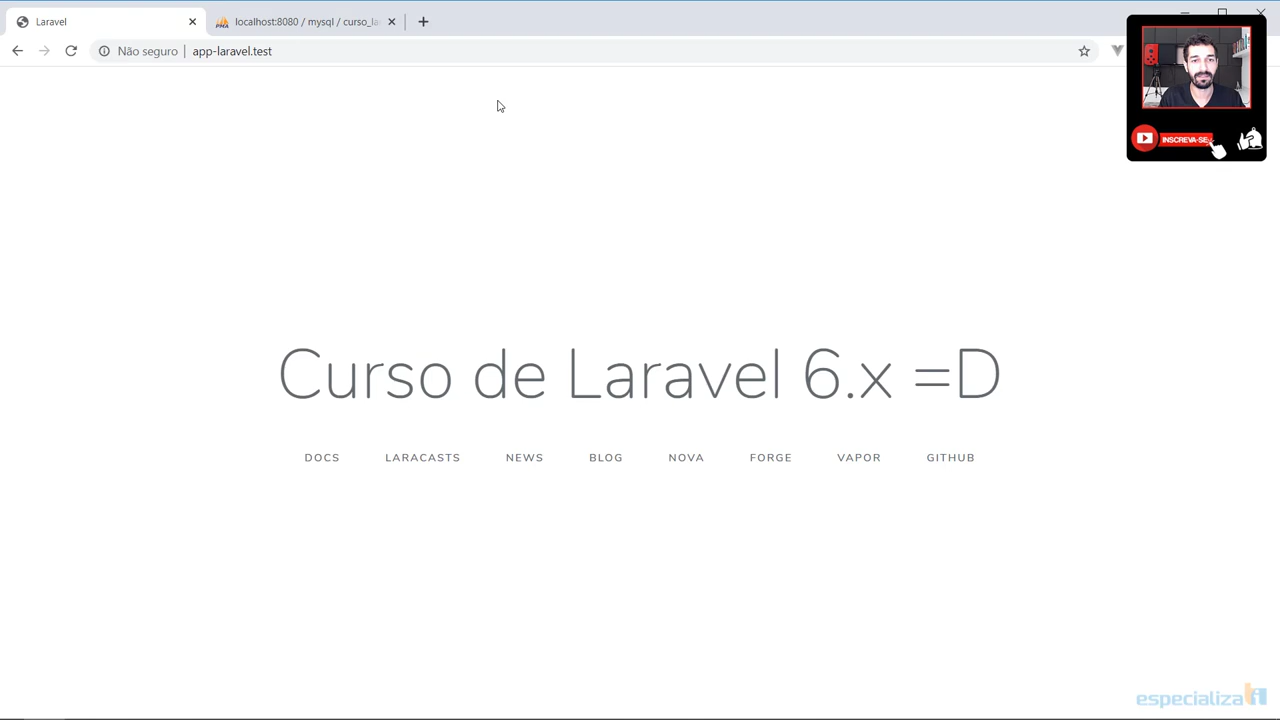 Laravel
localhost:8080 / mysql / curso_la
Não seguro
app-laravel.test
INSCREVA-SE
Curso de Laravel 6.x =D
DOCS LARACASTS NEWS BLOG NOVA FORGE VAPOR GITHUB
especializati